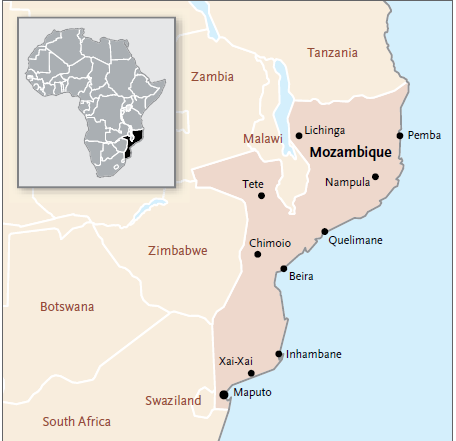 Tanzania
Zambia
Lichinga
Pemba
Malawi
Mozambique
Nampula
Tete
Quelimane
Chimoio
Zimbabwe
Beira
Botswana
Inhambane
Xai-Xai
Maputo
Swaziland
South Africa